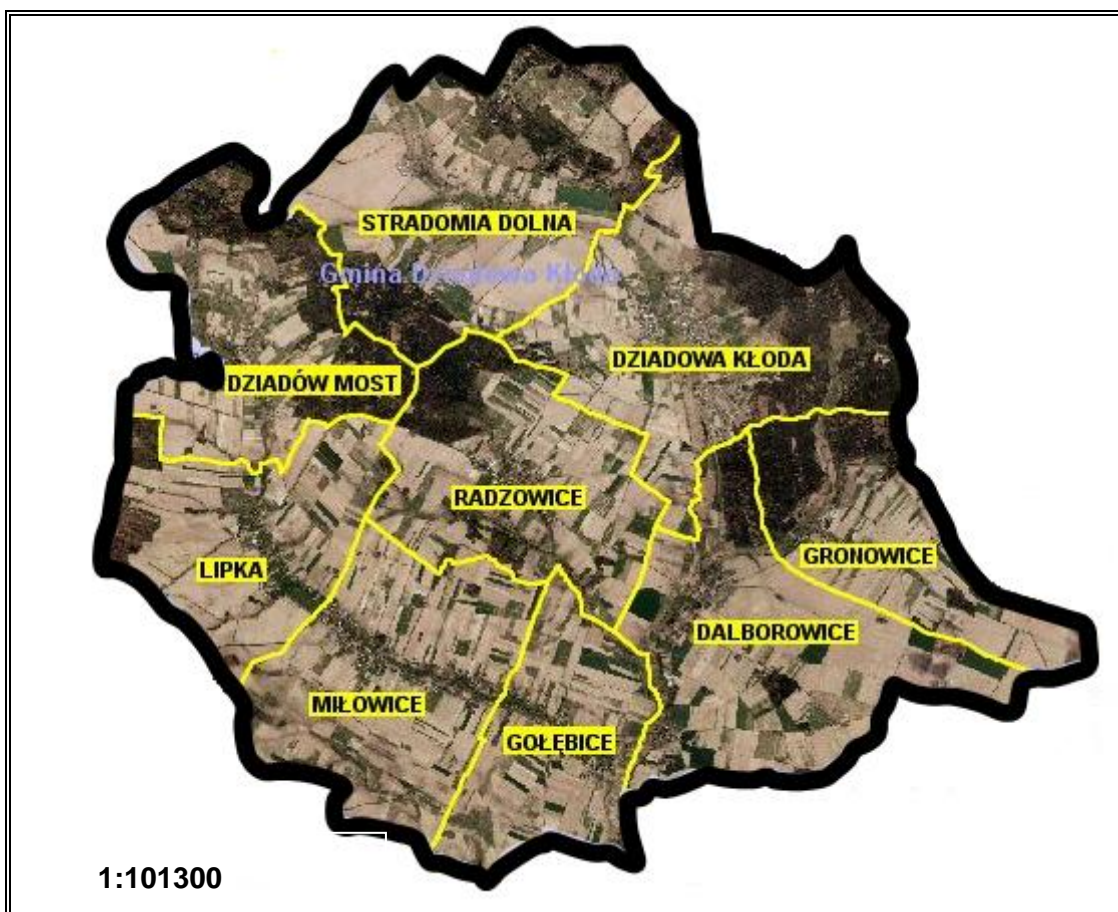 STRADOMIA DOLNA
Gmina Dziadowa Kłoda
DZIADOWA KŁODA
DZIADÓW MOST
RADZOWICE
GRONOWICE
LIPKA
DALBOROWICE
MIŁOWICE
GOŁĘBICE
1:101300